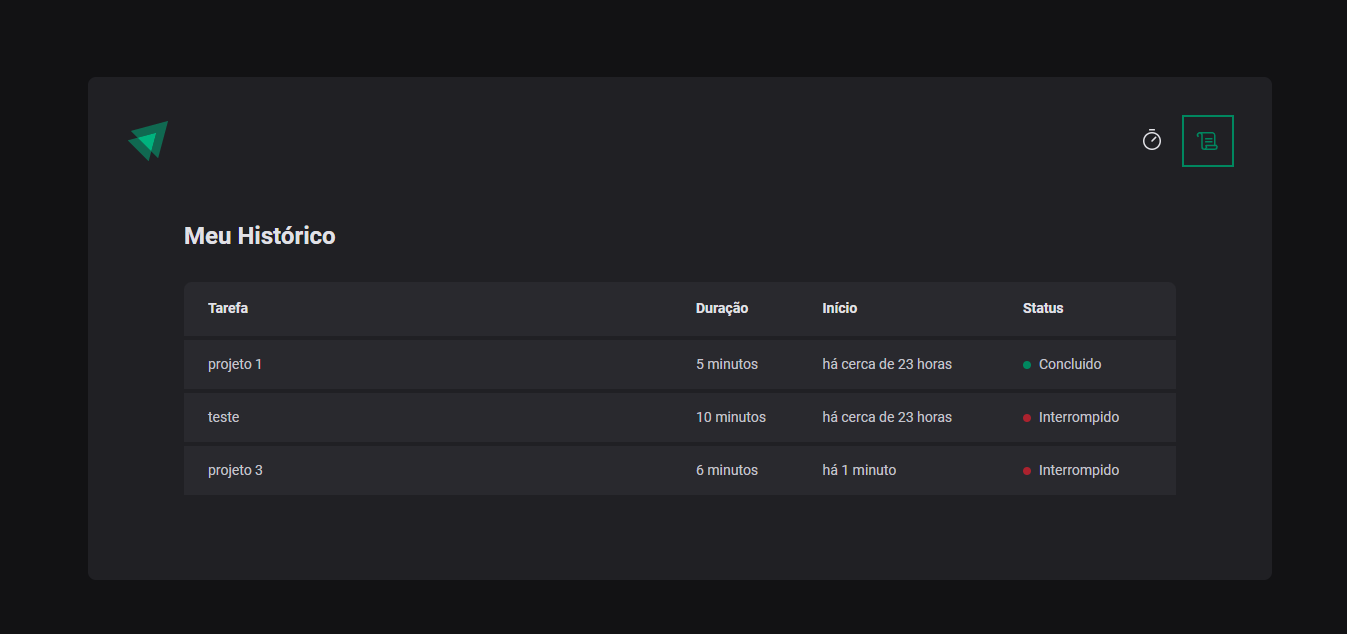 Meu Histórico
Tarefa Duração Início Status
projeto 1 5 minutos há cerca de 23 horas Concluido
teste 10 minutos há cerca de 23 horas Interrompido
projeto 3 6 minutos há 1 minuto Interrompido